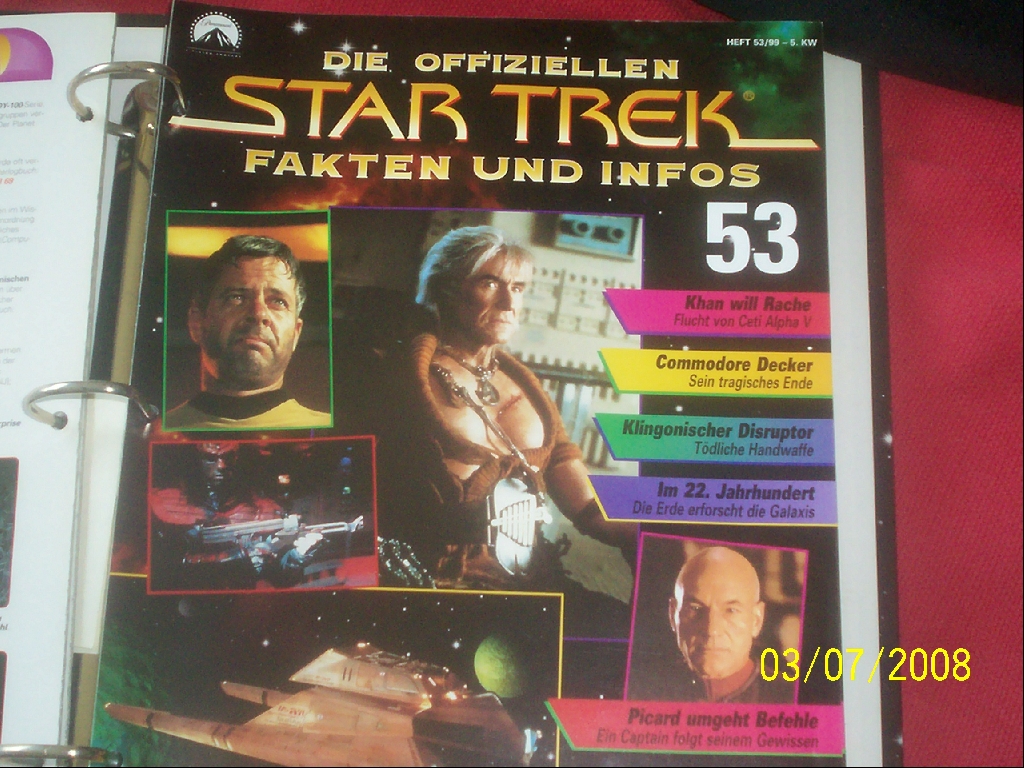 HEFT 53/99 – 5. KW
DIE OFFIZIELLEN
STAR TREK
FAKTEN UND INFOS
53
Khan will Rache
Flucht von Ceti Alpha V
Commodore Decker
Sein tragisches Ende
Klingonischer Disruptor
Tödliche Handwaffe
Im 22. Jahrhundert
Die Erde erforscht die Galaxis
Picard umgeht Befehle
Ein Captain folgt seinem Gewissen
03/07/2008